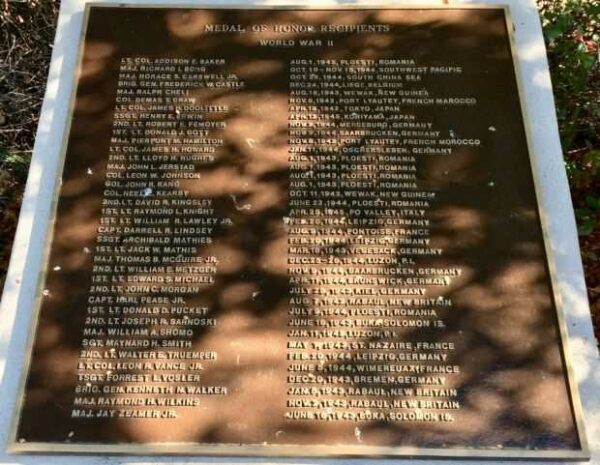 MEDAL OF HONOR RECIPIENTS
WORLD WAR II
LT. COL. ADDISON E. BAKER AUG. 1, 1943, PLOESTI, ROMANIA
MAJ. RICHARD I. BONG OCT. 10 - NOV. 15, 1944, SOUTHWEST PACIFIC
MAJ. HORACE S. CARSWELL JR. OCT. 26, 1944, SOUTH CHINA SEA
BRIG. GEN. FREDERICK W. CASTLE DEC. 24, 1944, LIEGE, BELGIUM
MAJ. RALPH CHELI AUG. 18, 1943, WEWAK, NEW GUINEA
COL. DEMAS T. CRAW NOV. 8, 1942, PORT LYAUTEY, FRENCH MAROCCO
LT. COL. JAMES H. DOOLITTLE APR. 18, 1942, TOKYO, JAPAN
SSGT. HENRY E. ERWIN APR. 12, 1945, KORIYAMA, JAPAN
2ND. LT. ROBERT E. FEMOYER NOV. 2, 1944, MERSEBURG, GERMANY
1ST. LT. DONALD J. GOTT NOV. 9, 1944, SAARBRUCKEN, GERMANY
MAJ. PIERPONT M. HAMILTON NOV. 8, 1942, PORT LYAUTEY, FRENCH MOROCCO
LT. COL. JAMES H. HOWARD JAN. 11, 1944, OSCHERSLEBEN, GERMANY
2ND. LT. LLOYD H. HUGHES AUG. 1, 1943, PLOESTI, ROMANIA
MAJ. JOHN L. JERSTAD AUG. 1, 1943, PLOESTI, ROMANIA
COL. LEON W. JOHNSON AUG. 1, 1943, PLOESTI, ROMANIA
COL. JOHN R. KANE AUG. 1, 1943, PLOESTI, ROMANIA
COL. NEEL E. KEARBY OCT. 11, 1943, WEWAK, NEW GUINEA
2ND. LT. DAVID R. KINGSLEY JUNE 23, 1944, PLOESTI, ROMANIA
1ST. LT. RAYMOND L. KNIGHT APR. 25, 1945, PO VALLEY, ITALY
1ST. LT. WILLIAM R. LAWLEY JR. FEB. 20, 1944, LEIPZIG, GERMANY
CAPT. DARRELL R. LINDSEY AUG. 9, 1944, PONTOISE, FRANCE
SSGT. ARCHIBALD MATHIES FEB. 20, 1944, LEIPZIG, GERMANY
1ST. LT. JACK W. MATHIS MAR. 18, 1943, VEGESACK, GERMANY
MAJ. THOMAS B. MCGUIRE JR. DEC. 25-26, 1944, LUZON, P.I.
2ND. LT. WILLIAM E. METZGER NOV. 9, 1944, SAARBRUCKEN, GERMANY
1ST. LT. EDWARD S. MICHAEL APR. 11, 1944, BRUNSWICK, GERMANY
2ND. LT. JOHN C. MORGAN JULY 1943, KIEL, GERMANY
CAPT. HARL PEASE JR. AUG. 7, 1942, RABAUL, NEW BRITAIN
1ST. LT. DONALD D. PUCKET JULY 9, 1944, PLOESTI, ROMANIA
2ND. LT. JOSEPH R. SARNOSKI JUNE 16, 1943, BUKA, SOLOMON IS.
MAJ. WILLIAM A. SHOMO JAN. 11, 1944, LUZON, P.I.
SGT. MAYNARD H. SMITH MAY 1, 1943, ST. NAZAIRE, FRANCE
2ND. LT. WALTER E. TRUEMPER FEB. 20, 1944, LEIPZIG, GERMANY
LT. COL. LEON R. VANCE JR. JUNE 5, 1944, WIMEREUAX, FRANCE
TSGT. FORREST L. VOSLER DEC. 20, 1943, BREMEN, GERMANY
BRIG. GEN. KENNETH N. WALKER JAN. 5, 1943, RABAUL, NEW BRITAIN
MAJ. RAYMOND H. WILKINS NOV. 2, 1943, RABAUL, NEW BRITAIN
MAJ. JAY ZEAMER JR. JUNE 16, 1943, BUKA, SOLOMON IS.